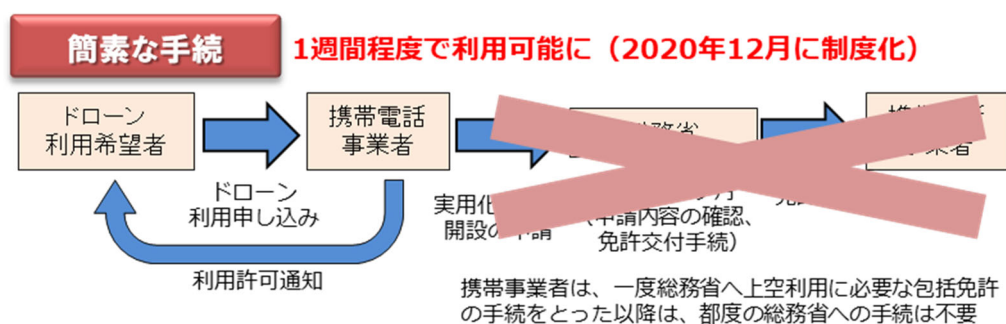 簡素な手続
1週間程度で利用可能に（2020年12月に制度化）
ドローン
利用希望者
携帯電話
事業者
ドローン
利用申し込み
利用許可通知
実用化
開設の申請
（申請内容の確認、
免許交付手続）
携帯事業者は、一度総務省へ上空利用に必要な包括免許
の手続をとった以降は、都度の総務省への手続は不要